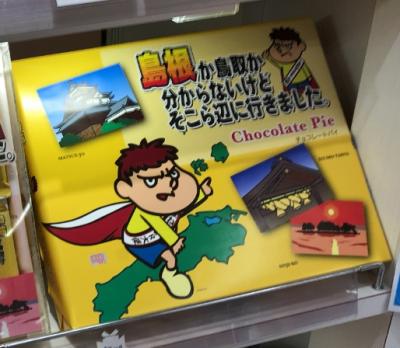 島根か鳥取か
分からないけど
そこら辺に行きました。
Chocolate Pie
チョコレートパイ